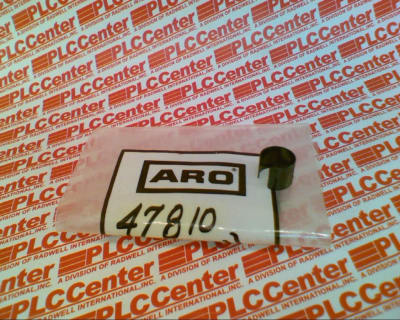 PLCCenter
A DIVISION OF RADWELL INTERNATIONAL, INC.
ARO
47810